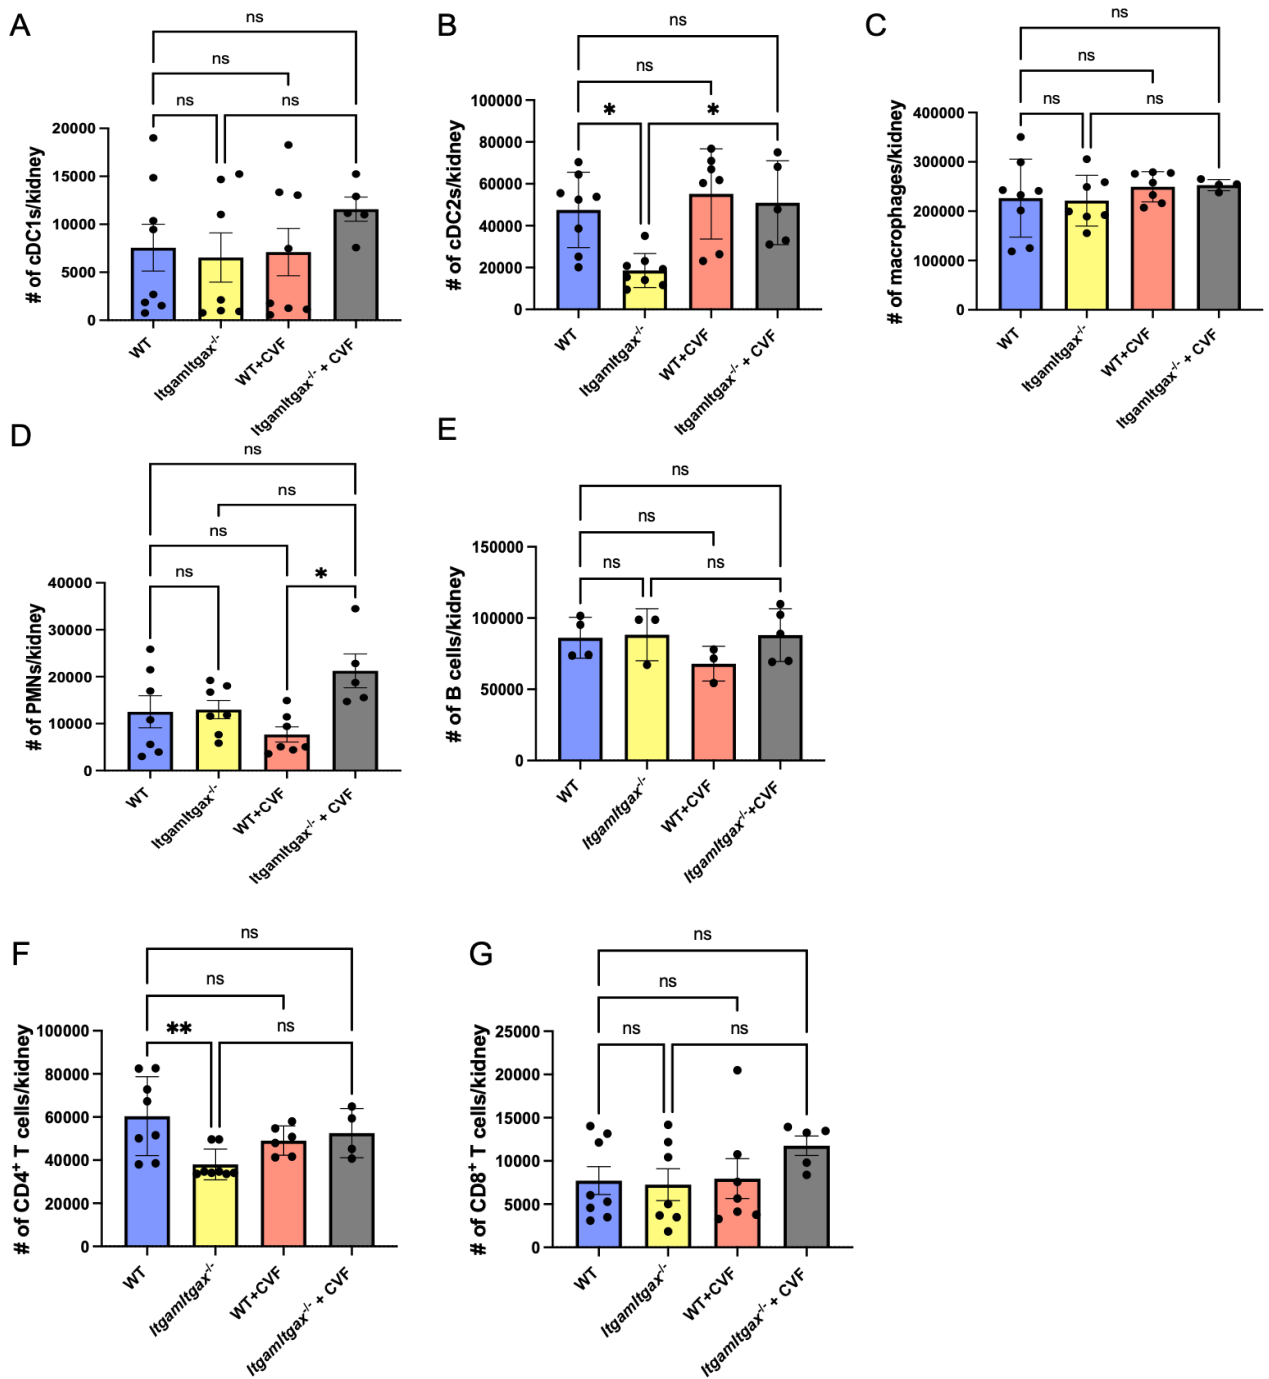 A
ns
ns
ns
ns
# of cDC1s/kidney
20000
15000
10000
5000
0
WT
ItgamItgax-/-
WT+CVF
ItgamItgax-/- + CVF
B
ns
ns
*
*
# of cDC2s/kidney
100000
80000
60000
40000
20000
0
WT
ItgamItgax-/-
WT+CVF
ItgamItgax-/- + CVF
C
ns
ns
ns
ns
# of macrophages/kidney
400000
300000
200000
100000
0
WT
ItgamItgax-/-
WT+CVF
ItgamItgax-/- + CVF
D
ns
ns
ns
ns
*
# of PMNs/kidney
40000
30000
20000
10000
0
WT
ItgamItgax-/-
WT+CVF
ItgamItgax-/- + CVF
E
ns
ns
ns
ns
# of B cells/kidney
150000
100000
50000
0
WT
ItgamItgax-/-
WT+CVF
ItgamItgax-/-+CVF
F
ns
ns
**
ns
# of CD4+ T cells/kidney
100000
80000
60000
40000
20000
0
WT
ItgamItgax-/-
WT+CVF
ItgamItgax-/- + CVF
G
ns
ns
ns
ns
# of CD8+ T cells/kidney
25000
20000
15000
10000
5000
0
WT
ItgamItgax-/-
WT+CVF
ItgamItgax-/- + CVF